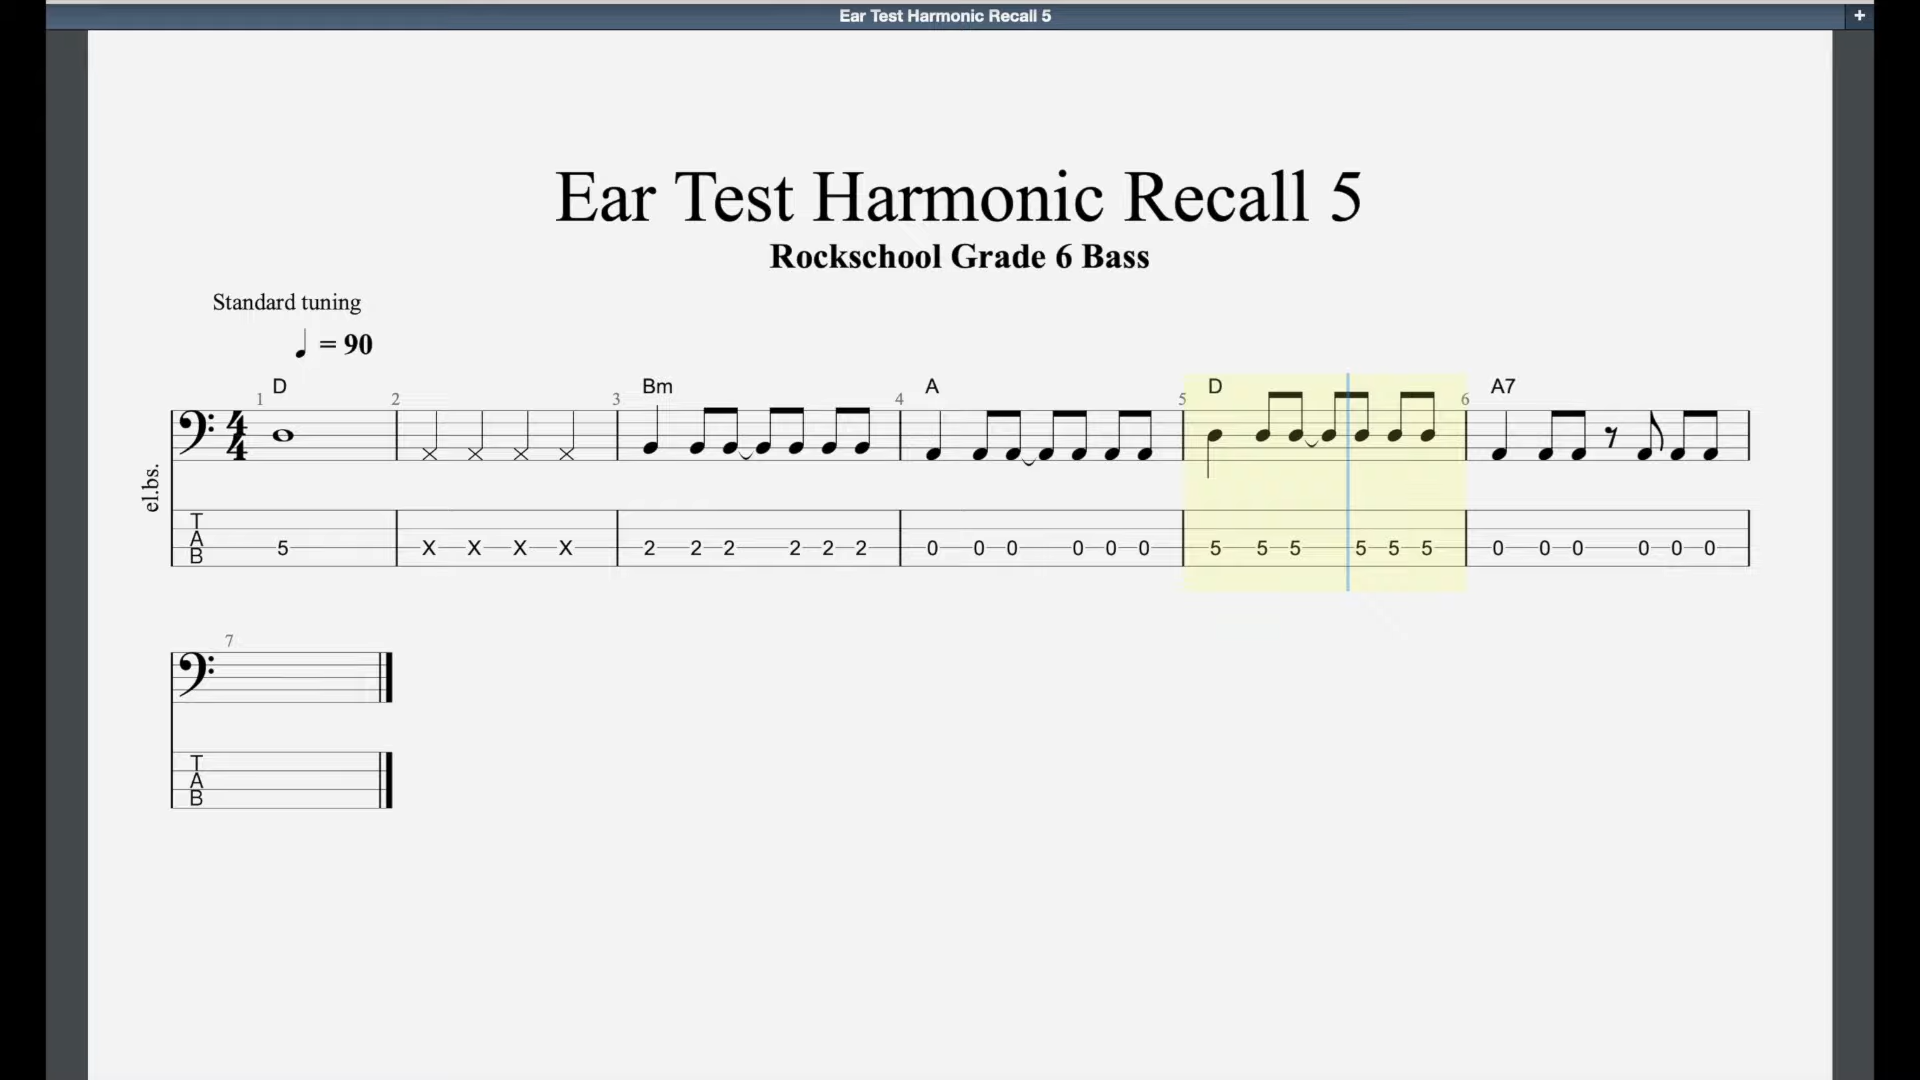 Ear Test Harmonic Recall 5 +
Ear Test Harmonic Recall 5
Rockschool Grade 6 Bass
Standard tuning
= 90
D Bm A D A7
1 2 3 4 5 6
4
4
el.bs.
T
A
B
5 X X X X 2 2 2 2 2 2 0 0 0 0 0 0 5 5 5 5 5 5 0 0 0 0 0 0
7
T
A
B